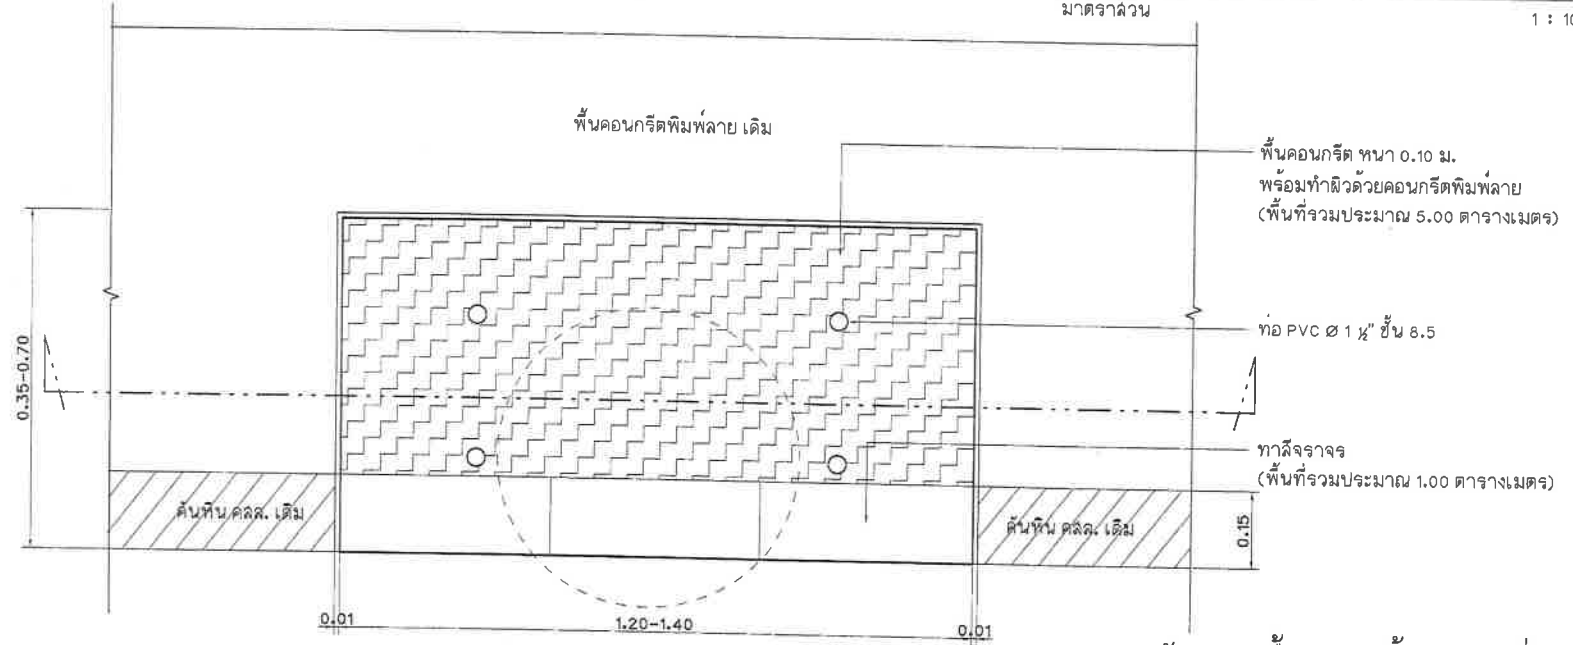 มาตราส่วน
1 : 10
พื้นคอนกรีตพิมพ์ลาย เดิม
พื้นคอนกรีต หนา 0.10 ม.
พร้อมทำผิวด้วยคอนกรีตพิมพ์ลาย
(พื้นที่รวมประมาณ 5.00 ตารางเมตร)
ท่อ PVC Ø 1 ½" ชั้น 8.5
0.35-0.70
ทาสีจราจร
(พื้นที่รวมประมาณ 1.00 ตารางเมตร)
คันหิน คสล. เดิม
คันหิน คสล. เดิม
0.15
0.01
1.20-1.40
0.01